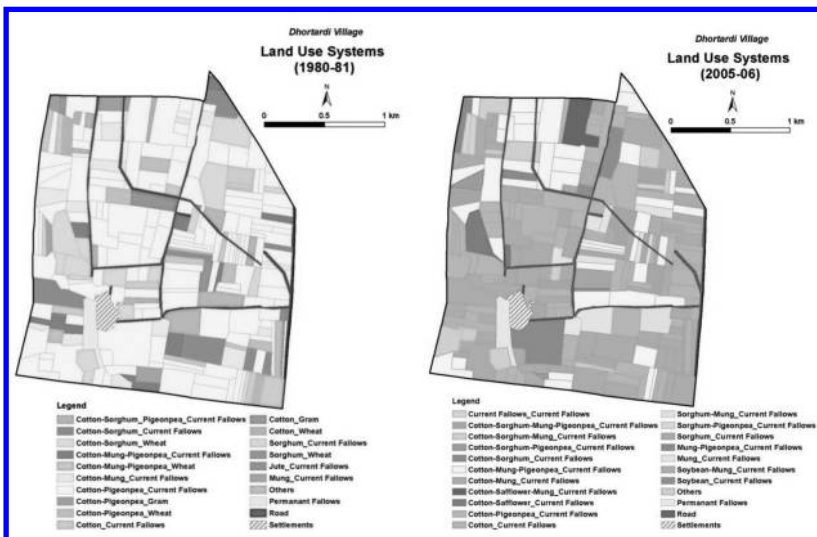 Dhortardi Village
Land Use Systems
(1980-81)
N
0 0.5 1 km
Legend
Cotton-Sorghum_Pigeonpea_Current Fallows
Cotton-Sorghum_Current Fallows
Cotton-Sorghum_Wheat
Cotton-Mung-Pigeonpea_Current Fallows
Cotton-Mung-Pigeonpea_Wheat
Cotton-Mung_Current Fallows
Cotton-Pigeonpea_Current Fallows
Cotton-Pigeonpea_Gram
Cotton-Pigeonpea_Wheat
Cotton_Current Fallows
Cotton_Gram
Cotton_Wheat
Sorghum_Current Fallows
Sorghum_Wheat
Jute_Current Fallows
Mung_Current Fallows
Others
Permanant Fallows
Road
Settlements
Dhortardi Village
Land Use Systems
(2005-06)
N
0 0.5 1 km
Legend
Current Fallows_Current Fallows
Cotton-Sorghum-Mung-Pigeonpea_Current Fallows
Cotton-Sorghum-Mung_Current Fallows
Cotton-Sorghum-Pigeonpea_Current Fallows
Cotton-Sorghum_Current Fallows
Cotton-Mung-Pigeonpea_Current Fallows
Cotton-Mung_Current Fallows
Cotton-Safflower-Mung_Current Fallows
Cotton-Safflower_Current Fallows
Cotton-Pigeonpea_Current Fallows
Cotton_Current Fallows
Sorghum-Mung_Current Fallows
Sorghum-Pigeonpea_Current Fallows
Sorghum_Current Fallows
Mung-Pigeonpea_Current Fallows
Mung_Current Fallows
Soybean-Mung_Current Fallows
Soybean_Current Fallows
Others
Permanant Fallows
Road
Settlements